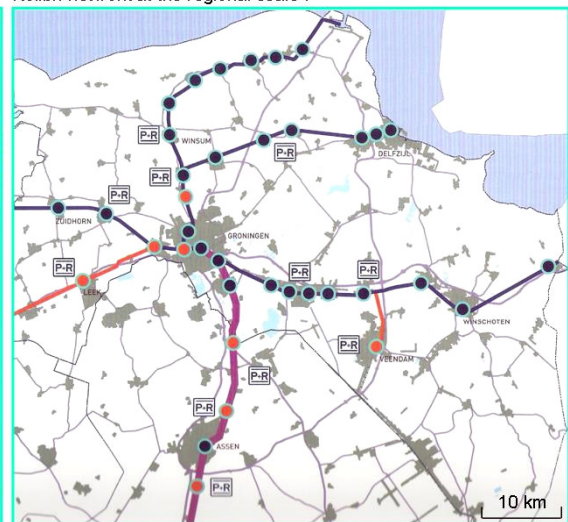 P+R
WINSUM
P+R
DELFZIJL
P+R
P+R
ZUIDHORN
GRONINGEN
P+R
P+R
P+R
LEEK
WINSCHOTEN
P+R
VEENDAM
P+R
P+R
ASSEN
P+R
10 km